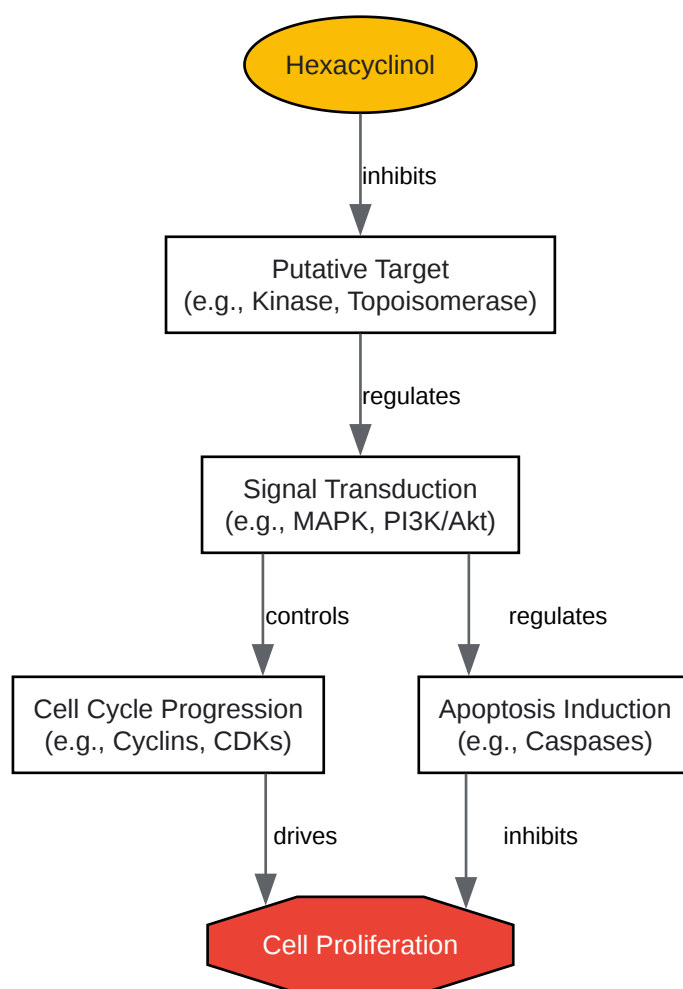 Hexacyclinol
inhibits
Putative Target
(e.g., Kinase, Topoisomerase)
regulates
Signal Transduction
(e.g., MAPK, PI3K/Akt)
controls
regulates
Cell Cycle Progression
(e.g., Cyclins, CDKs)
Apoptosis Induction
(e.g., Caspases)
drives
inhibits
Cell Proliferation